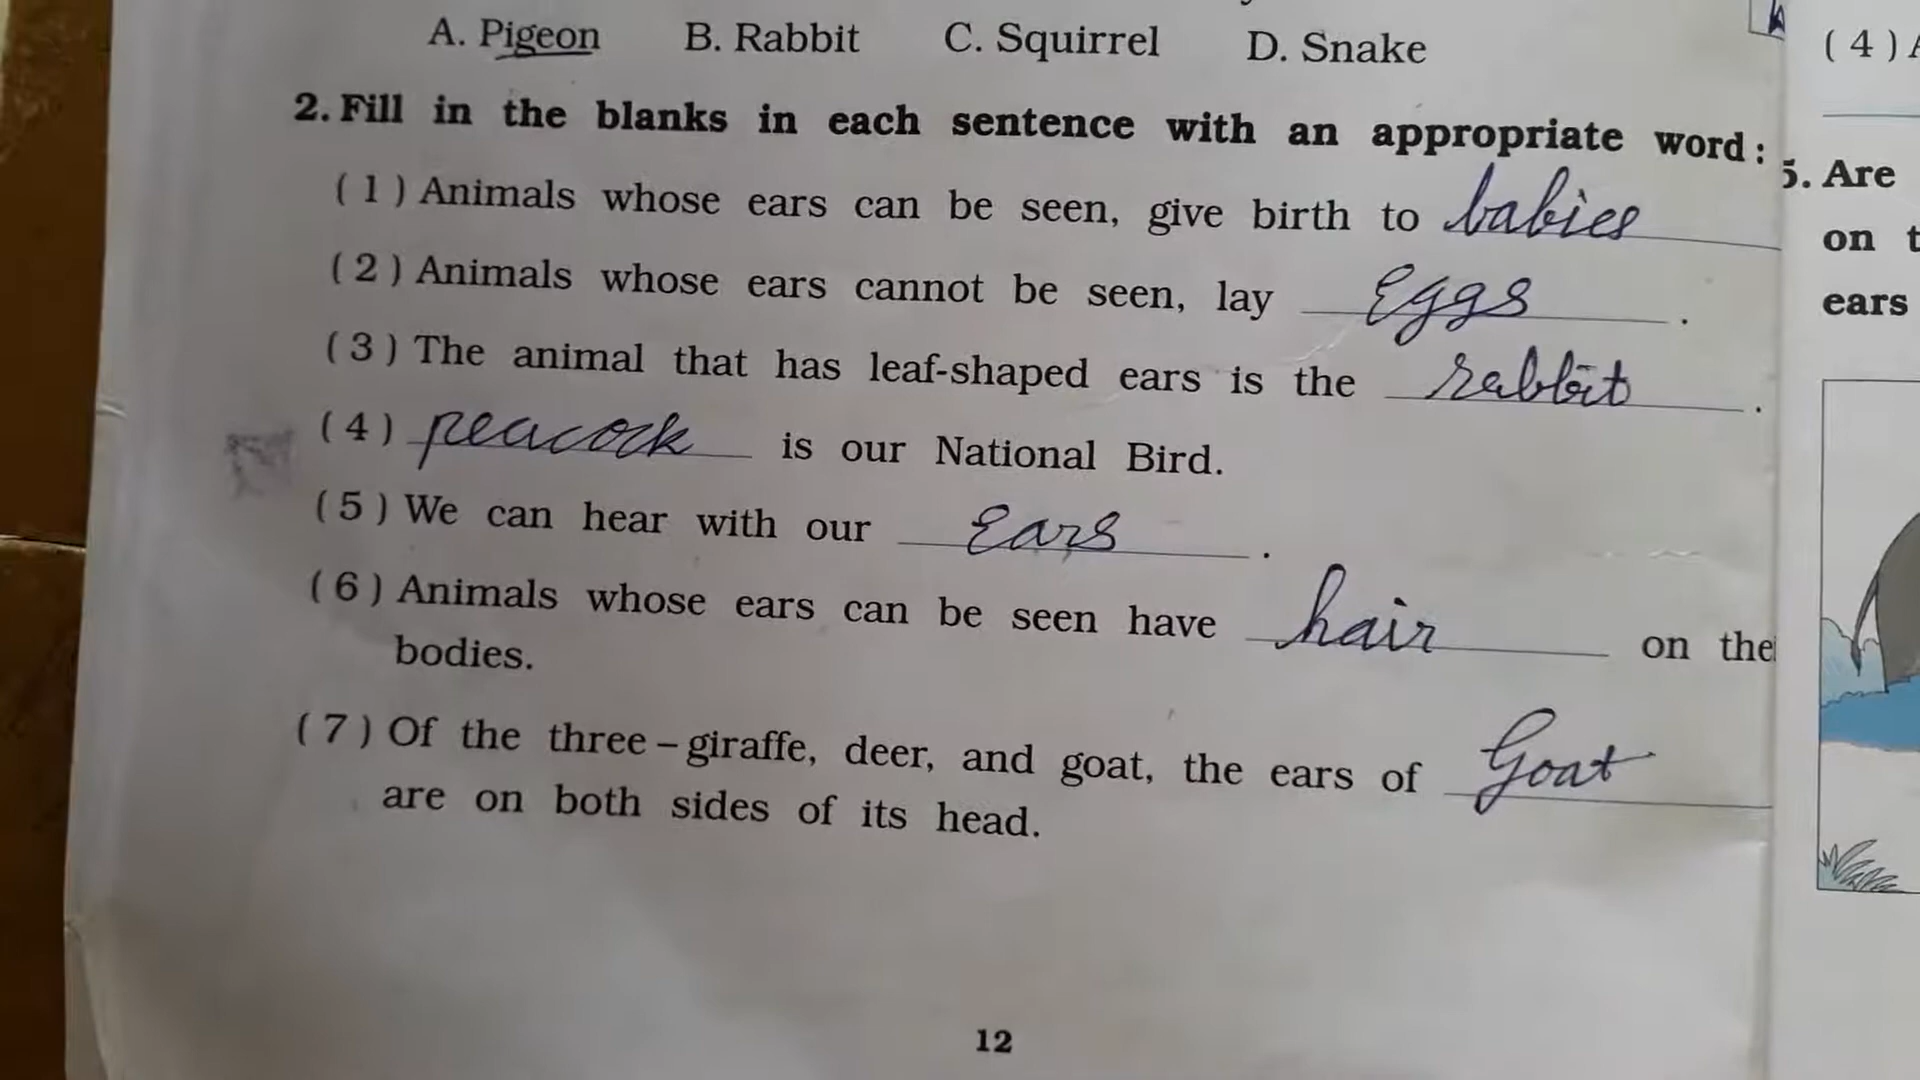 A. Pigeon B. Rabbit C. Squirrel D. Snake
2. Fill in the blanks in each sentence with an appropriate word :
(1) Animals whose ears can be seen, give birth to babies
(2) Animals whose ears cannot be seen, lay Eggs.
(3) The animal that has leaf-shaped ears is the rabbit.
(4) peacock is our National Bird.
(5) We can hear with our Ears.
(6) Animals whose ears can be seen have hair on the
bodies.
(7) Of the three – giraffe, deer, and goat, the ears of Goat
are on both sides of its head.
12
(4)
5. Are
on
ears